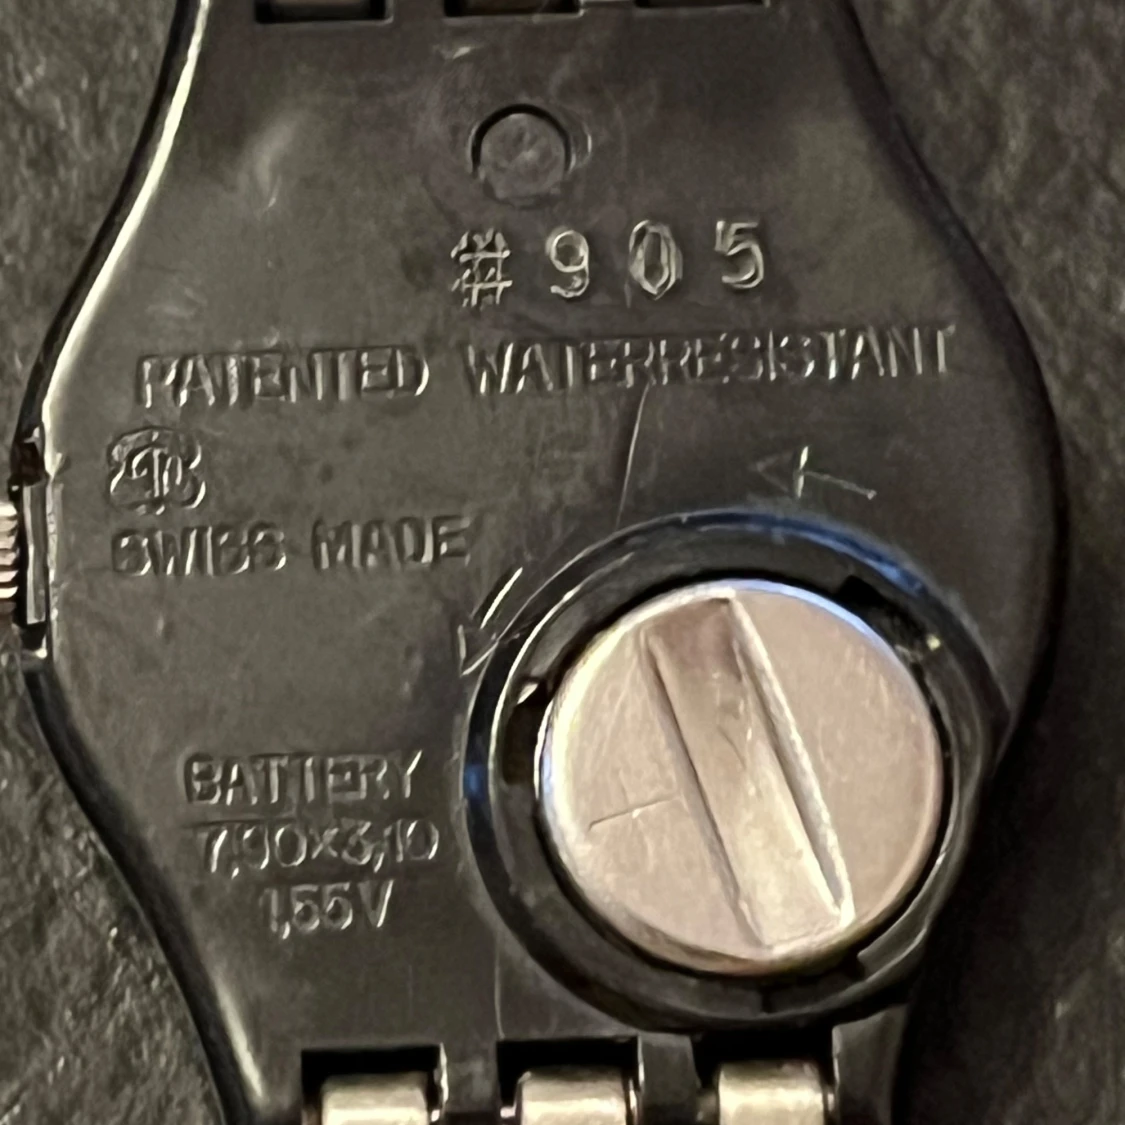 #905
PATENTED WATERRESISTANT
SWISS MADE
BATTERY
7,90x3,10
1,55V